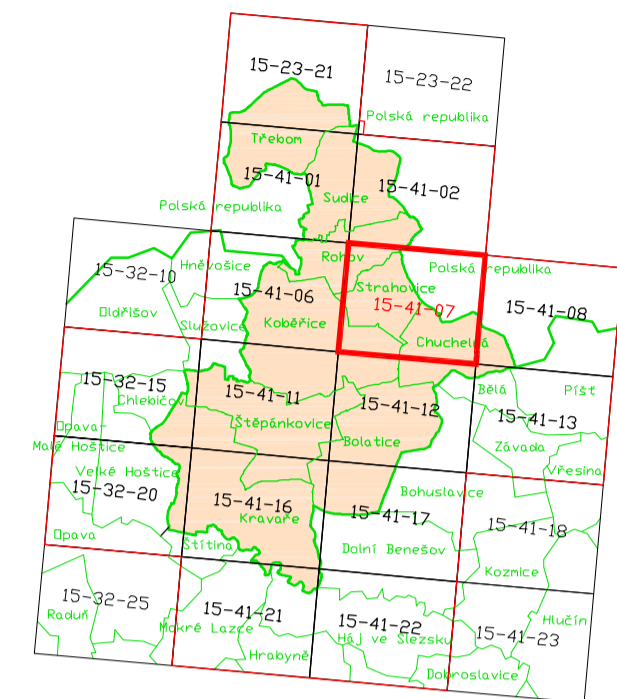 15-23-21
15-23-22
Polská republika
Třebom
15-41-01
15-41-02
Sudice
Polská republika
Rohov
Hněvošice
Polská republika
15-32-10
Strahovice
15-41-06
15-41-07
15-41-08
Oldřišov
Služovice
Kobeřice
Chuchelná
15-32-15
15-41-11
15-41-12
Bělá
Píšť
Chlebičov
15-41-13
Štěpánkovice
Opava-
Malé Hoštice
Bolatice
Závada
Velké Hoštice
Vřesina
15-32-20
15-41-16
Bohuslavice
Kravaře
15-41-17
15-41-18
Opava
Štítina
Dolní Benešov
Kozmice
15-32-25
Raduň
15-41-21
15-41-22
Hlučín
Mokré Lazce
Háj ve Slezsku
15-41-23
Hrabyně
Dobroslavice